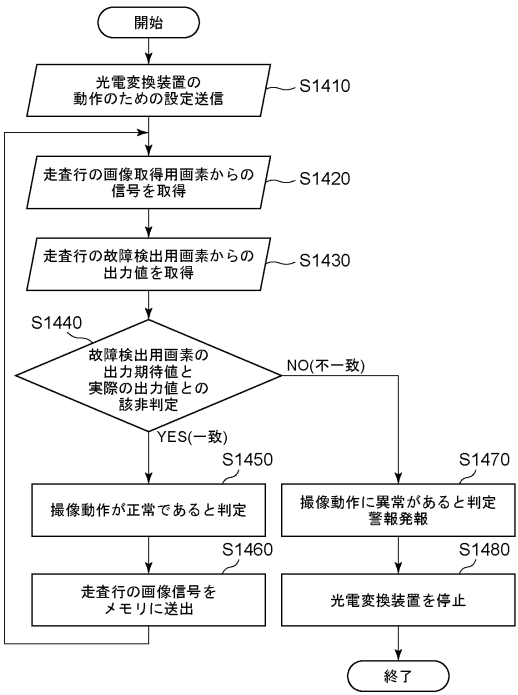 開始
光電変換装置の
動作のための設定送信
S1410
走査行の画像取得用画素からの
信号を取得
S1420
走査行の故障検出用画素からの
出力値を取得
S1430
S1440
故障検出用画素の
出力期待値と
実際の出力値との
該非判定
NO(不一致)
YES(一致)
S1450
撮像動作が正常であると判定
S1470
撮像動作に異常があると判定
警報発報
S1460
走査行の画像信号を
メモリに送出
S1480
光電変換装置を停止
終了